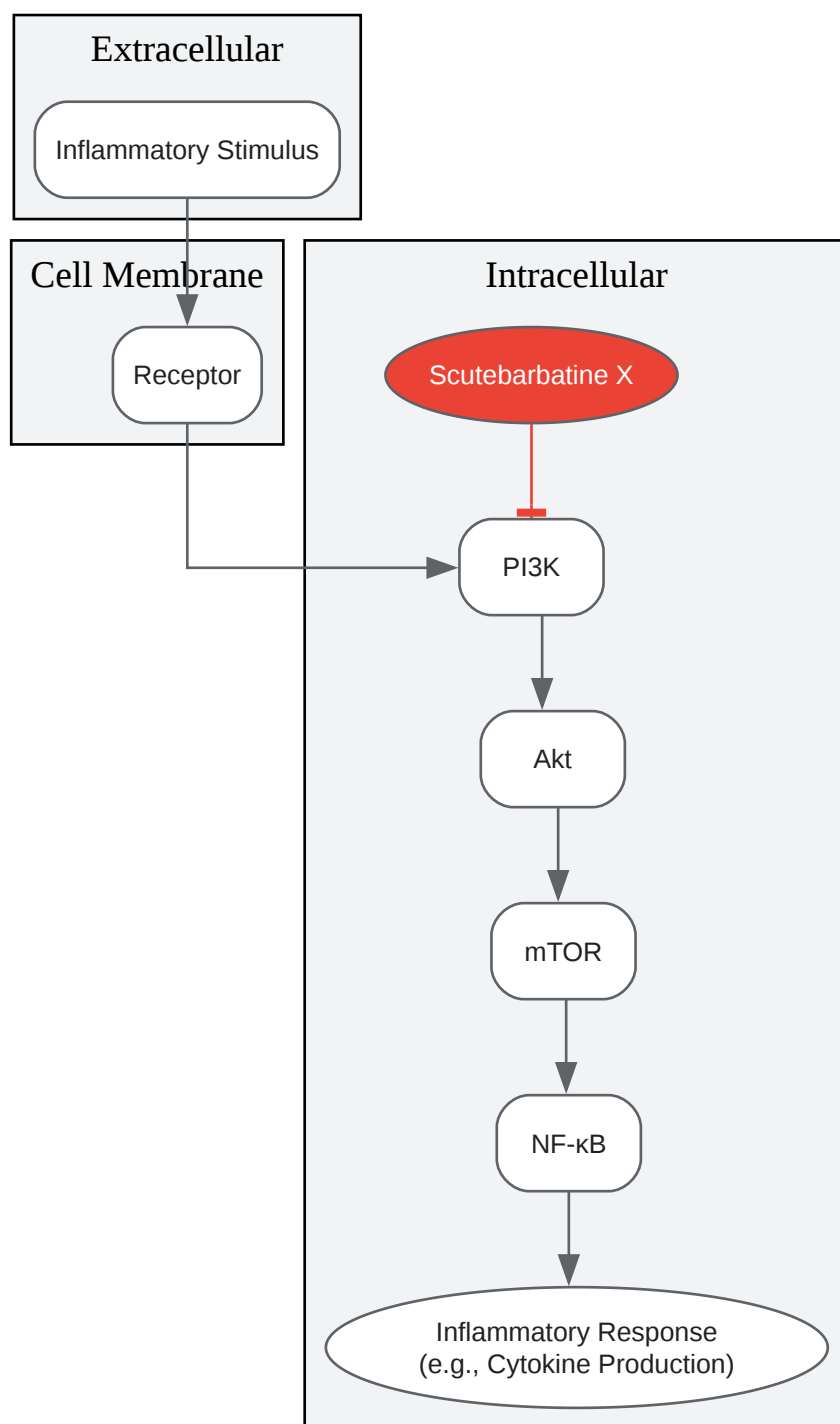 Extracellular
Inflammatory Stimulus
Cell Membrane
Receptor
Intracellular
Scutebarbatine X
PI3K
Akt
mTOR
NF-κB
Inflammatory Response
(e.g., Cytokine Production)